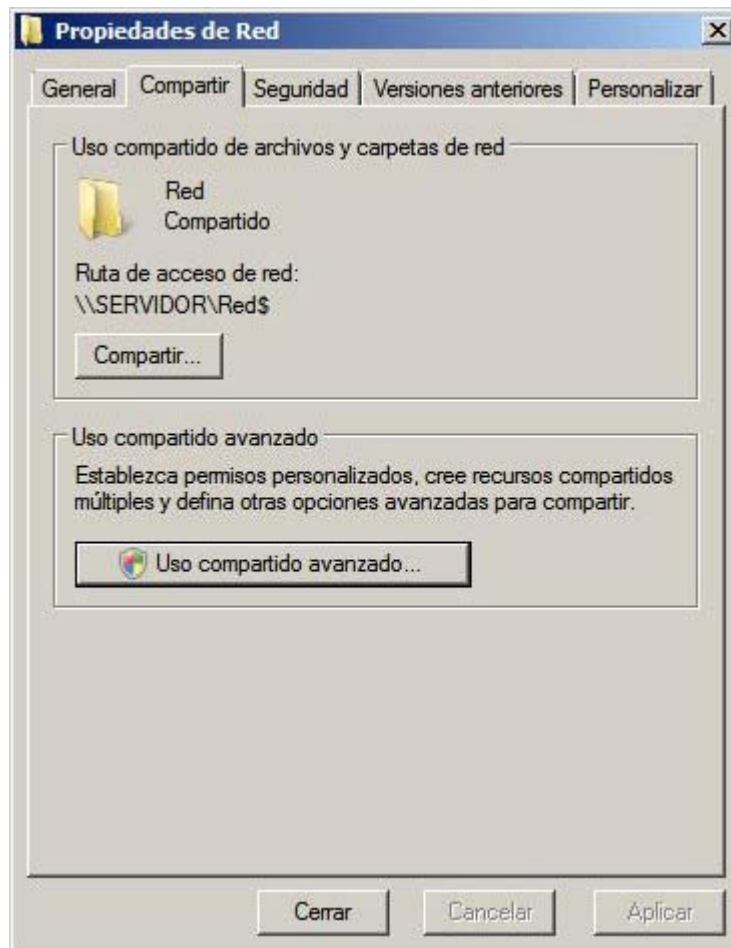 Propiedades de Red
General
Compartir
Seguridad
Versiones anteriores
Personalizar
Uso compartido de archivos y carpetas de red
Red
Compartido
Ruta de acceso de red:
\\SERVIDOR\Red$
Compartir...
Uso compartido avanzado
Establezca permisos personalizados, cree recursos compartidos
múltiples y defina otras opciones avanzadas para compartir.
Uso compartido avanzado...
Cerrar
Cancelar
Aplicar